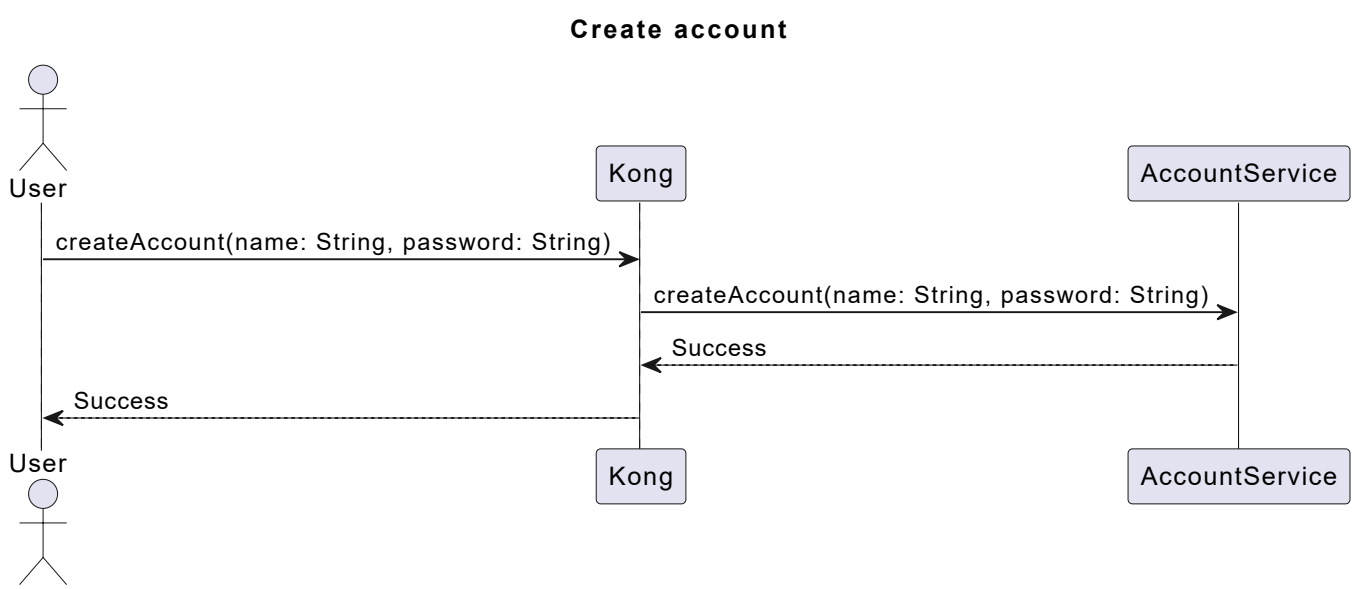 Create account
User
Kong
AccountService
createAccount(name: String, password: String)
createAccount(name: String, password: String)
Success
Success
User
Kong
AccountService